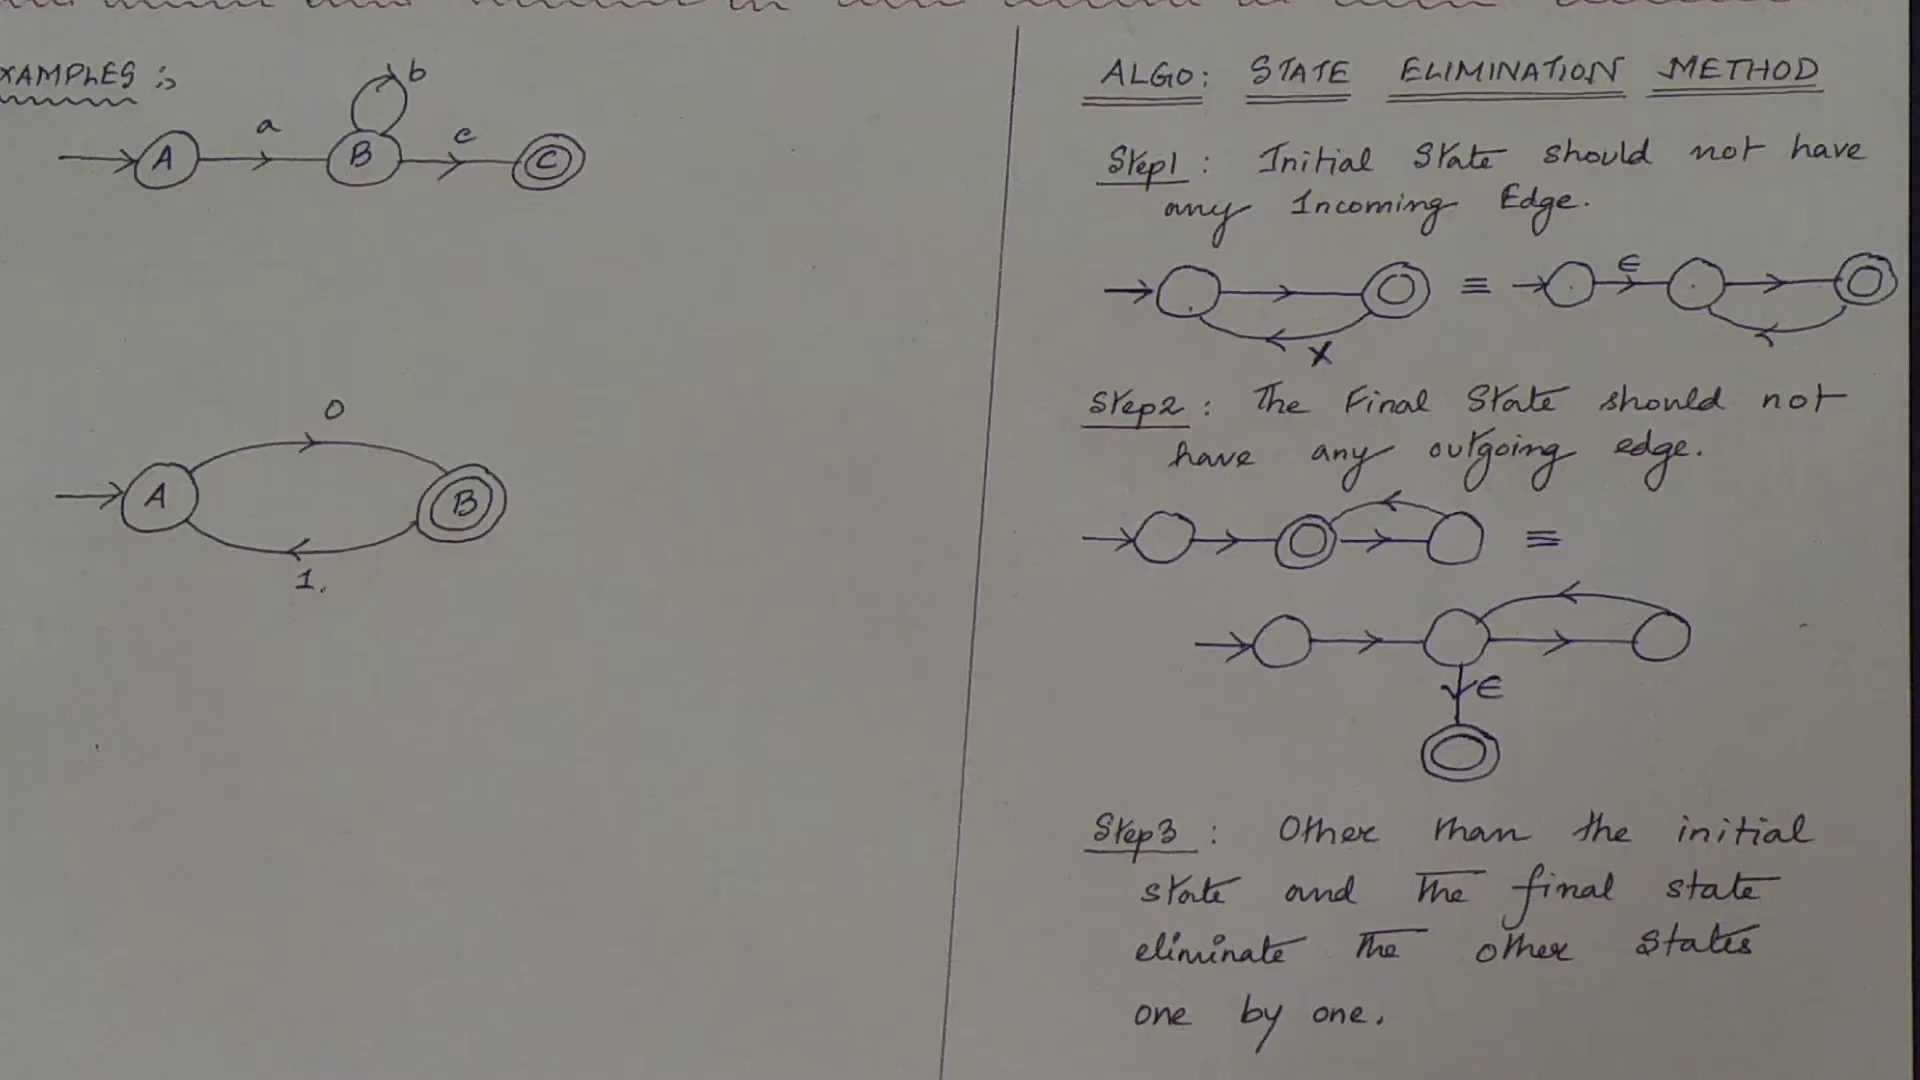 XAMPLES :-
b
a
c
A
B
C
0
A
B
1.
ALGO: STATE ELIMINATION METHOD
Step1 : Initial State should not have
any Incoming Edge.
≡
ϵ
X
Step2 : The Final State should not
have any outgoing edge.
≡
ϵ
Step3 : Other than the initial
state and the final state
eliminate the other states
one by one.